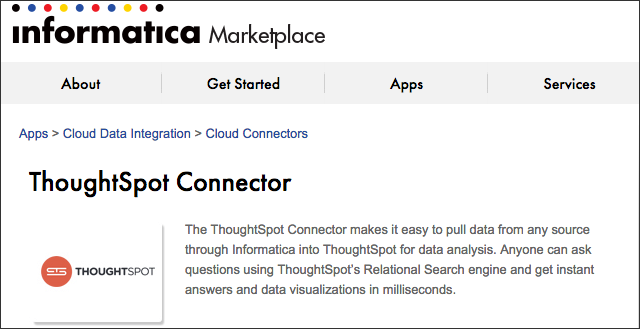 informatica Marketplace
About Get Started Apps Services
Apps > Cloud Data Integration > Cloud Connectors
ThoughtSpot Connector
The ThoughtSpot Connector makes it easy to pull data from any source
through Informatica into ThoughtSpot for data analysis. Anyone can ask
questions using ThoughtSpot's Relational Search engine and get instant
answers and data visualizations in milliseconds.
THOUGHTSPOT